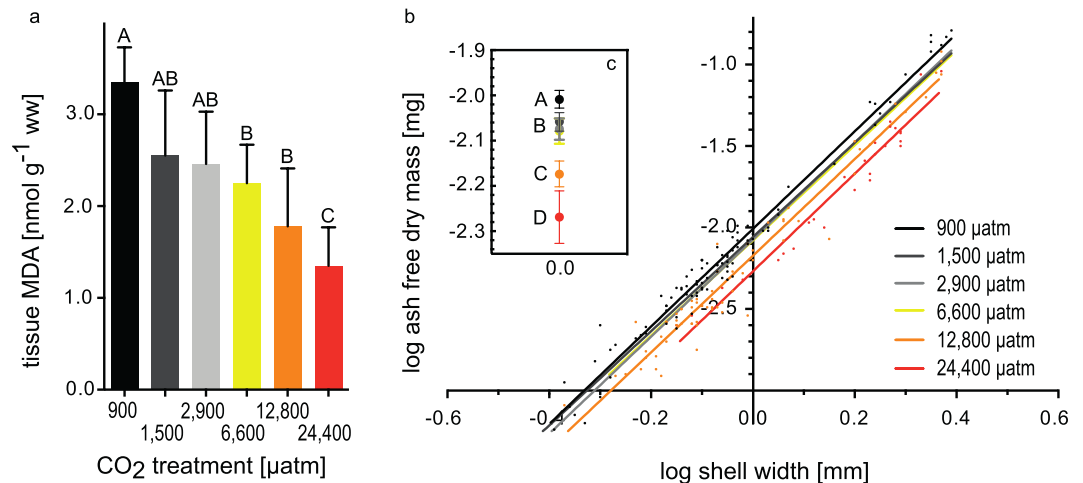 a
tissue MDA [nmol g-1 ww]
3.0
2.0
1.0
0.0
A
AB
AB
B
B
C
900
1,500
2,900
6,600
12,800
24,400
CO2 treatment [µatm]
b
log ash free dry mass [mg]
-1.0
-1.5
-2.0
-2.5
-0.6
-0.4
-0.2
0.0
0.2
0.4
0.6
log shell width [mm]
c
-1.9
-2.0
-2.1
-2.2
-2.3
A
B
C
D
0.0
900 µatm
1,500 µatm
2,900 µatm
6,600 µatm
12,800 µatm
24,400 µatm